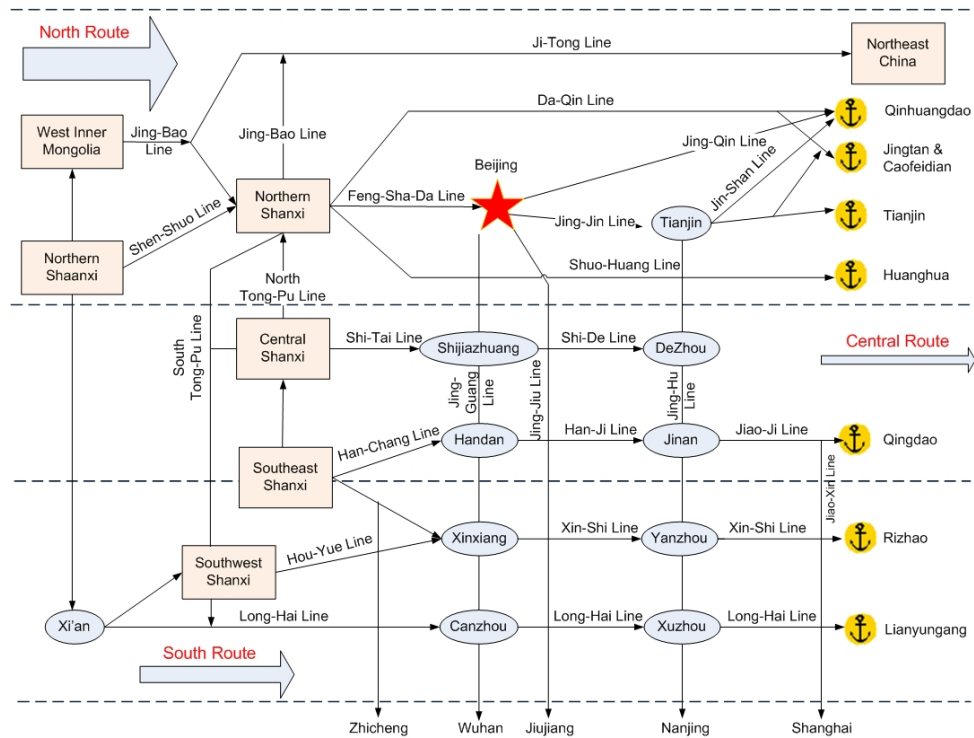 North Route
Ji-Tong Line
Northeast
China
Da-Qin Line
Qinhuangdao
West Inner
Mongolia
Jing-Bao
Line
Jing-Bao Line
Jing-Qin Line
Jin-Shan Line
Jingtan &
Caofeidian
Beijing
Northern
Shanxi
Feng-Sha-Da Line
Jing-Jin Line
Tianjin
Tianjin
Shen-Shuo Line
Northern
Shaanxi
Shuo-Huang Line
Huanghua
North
Tong-Pu Line
South
Tong-Pu Line
Central
Shanxi
Shi-Tai Line
Shijiazhuang
Shi-De Line
DeZhou
Central Route
Jing-
Guang
Line
Jing-Jiu Line
Jing-Hu
Line
Han-Chang Line
Handan
Han-Ji Line
Jinan
Jiao-Ji Line
Qingdao
Southeast
Shanxi
Jiao-Xin Line
Xinxiang
Xin-Shi Line
Yanzhou
Xin-Shi Line
Rizhao
Hou-Yue Line
Southwest
Shanxi
Xi'an
Long-Hai Line
Canzhou
Long-Hai Line
Xuzhou
Long-Hai Line
Lianyungang
South Route
Zhicheng
Wuhan
Jiujiang
Nanjing
Shanghai